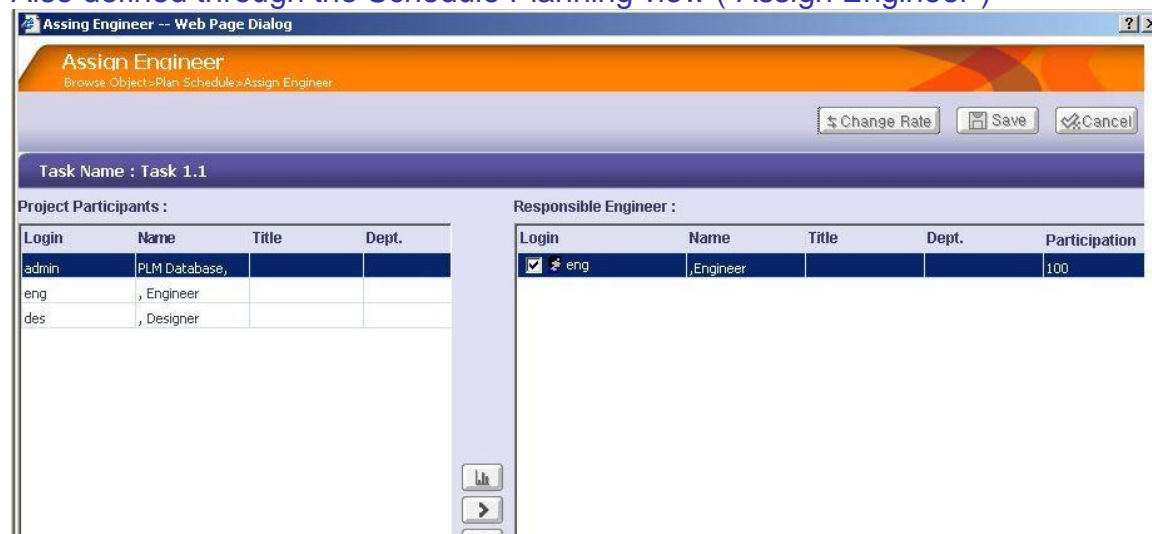 Also defined through the Schedule Planning view ("Assign Engineer")
Assing Engineer -- Web Page Dialog
Assign Engineer
Browse Object>Plan Schedule>Assign Engineer
Change Rate Save Cancel
Task Name : Task 1.1
Project Participants : Responsible Engineer :
Login Name Title Dept. Login Name Title Dept. Participation
admin PLM Database, eng ,Engineer 100
eng , Engineer
des , Designer